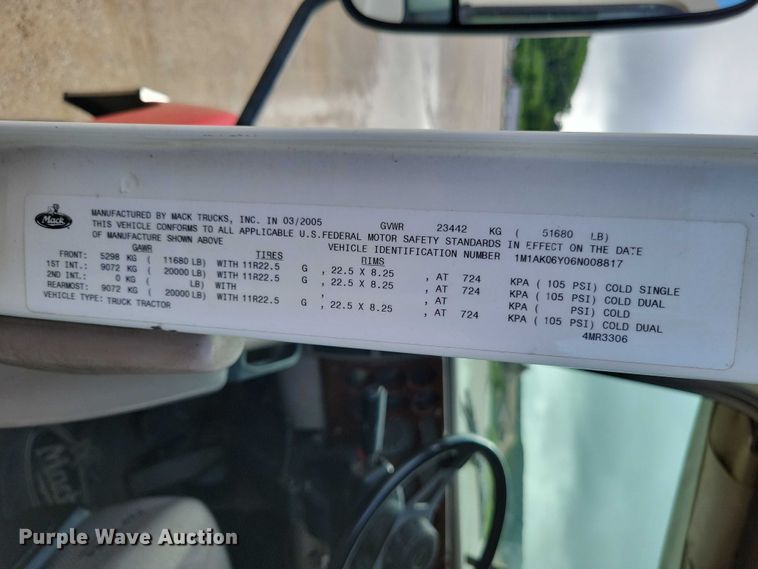 Mack
MANUFACTURED BY MACK TRUCKS, INC. IN 03/2005 GVWR 23442 KG ( 51680 LB)
THIS VEHICLE CONFORMS TO ALL APPLICABLE U.S.FEDERAL MOTOR SAFETY STANDARDS IN EFFECT ON THE DATE
OF MANUFACTURE SHOWN ABOVE VEHICLE IDENTIFICATION NUMBER 1M1AK06Y06N008817
GAWR TIRES RIMS
FRONT: 5298 KG ( 11680 LB) WITH 11R22.5 G , 22.5 X 8.25 , AT 724 KPA ( 105 PSI) COLD SINGLE
1ST INT.: 9072 KG ( 20000 LB) WITH 11R22.5 G , 22.5 X 8.25 , AT 724 KPA ( 105 PSI) COLD DUAL
2ND INT.: 0 KG ( LB) WITH , , KPA ( PSI) COLD
REARMOST: 9072 KG ( 20000 LB) WITH 11R22.5 G , 22.5 X 8.25 , AT 724 KPA ( 105 PSI) COLD DUAL
VEHICLE TYPE: TRUCK TRACTOR 4MR3306
Mack
Purple Wave Auction